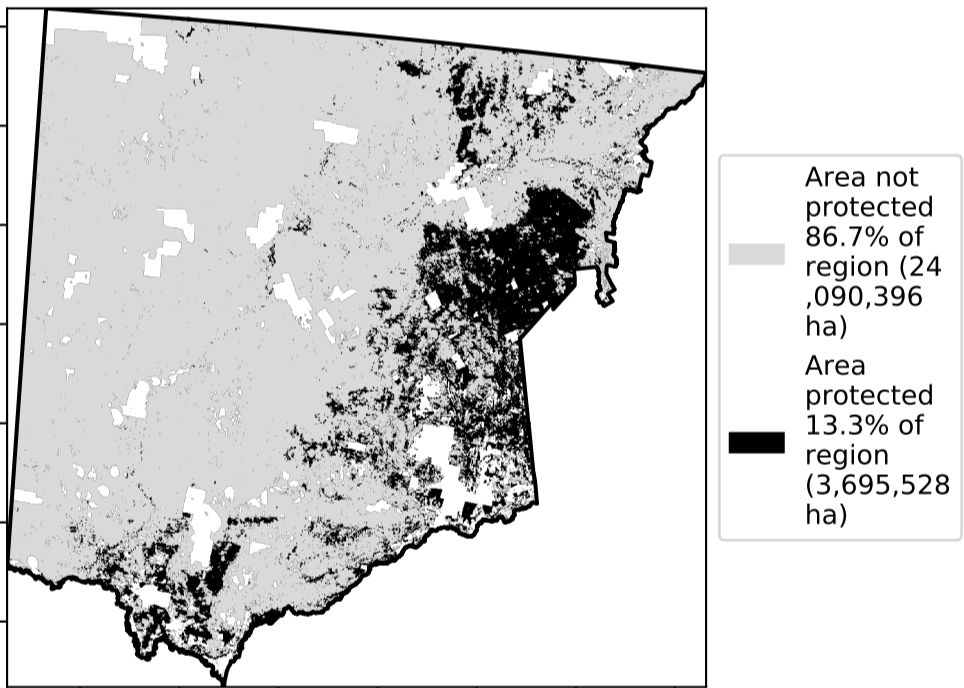 Area not
protected
86.7% of
region (24
,090,396
ha)
Area
protected
13.3% of
region
(3,695,528
ha)